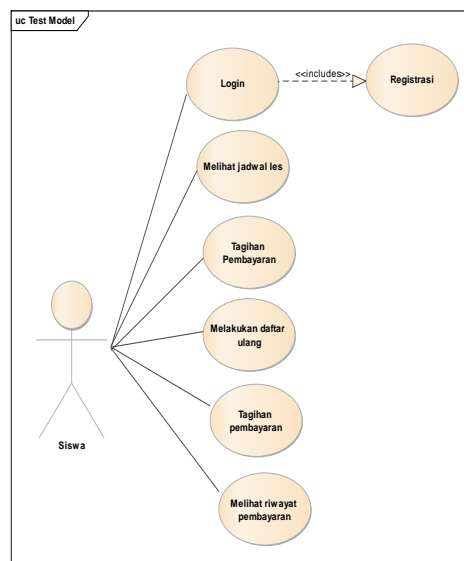 uc Test Model
Login
<<includes>>
Registrasi
Melihat jadwal les
Tagihan
Pembayaran
Melakukan daftar
ulang
Tagihan
pembayaran
Siswa
Melihat riwayat
pembayaran